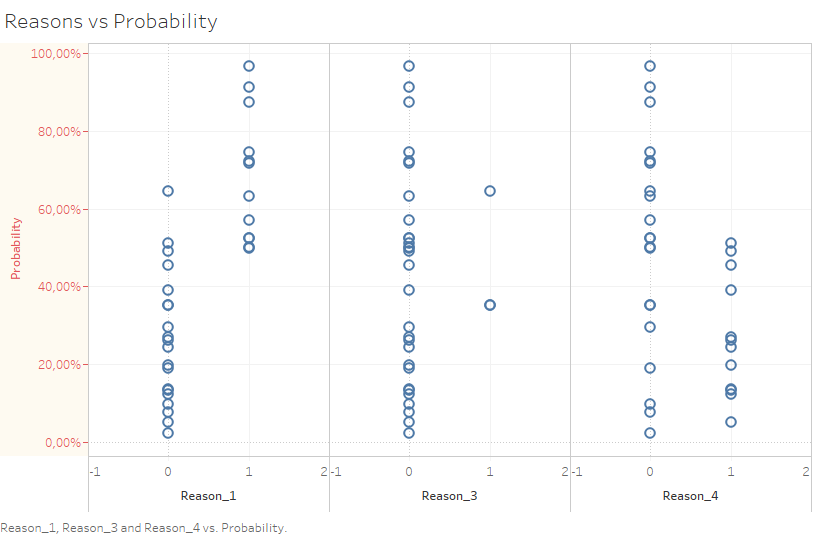 Reasons vs Probability
100,00%
80,00%
60,00%
40,00%
20,00%
0,00%
Probability
-1 0 1 2 -1 0 1 2 -1 0 1 2
Reason_1 Reason_3 Reason_4
Reason_1, Reason_3 and Reason_4 vs. Probability.